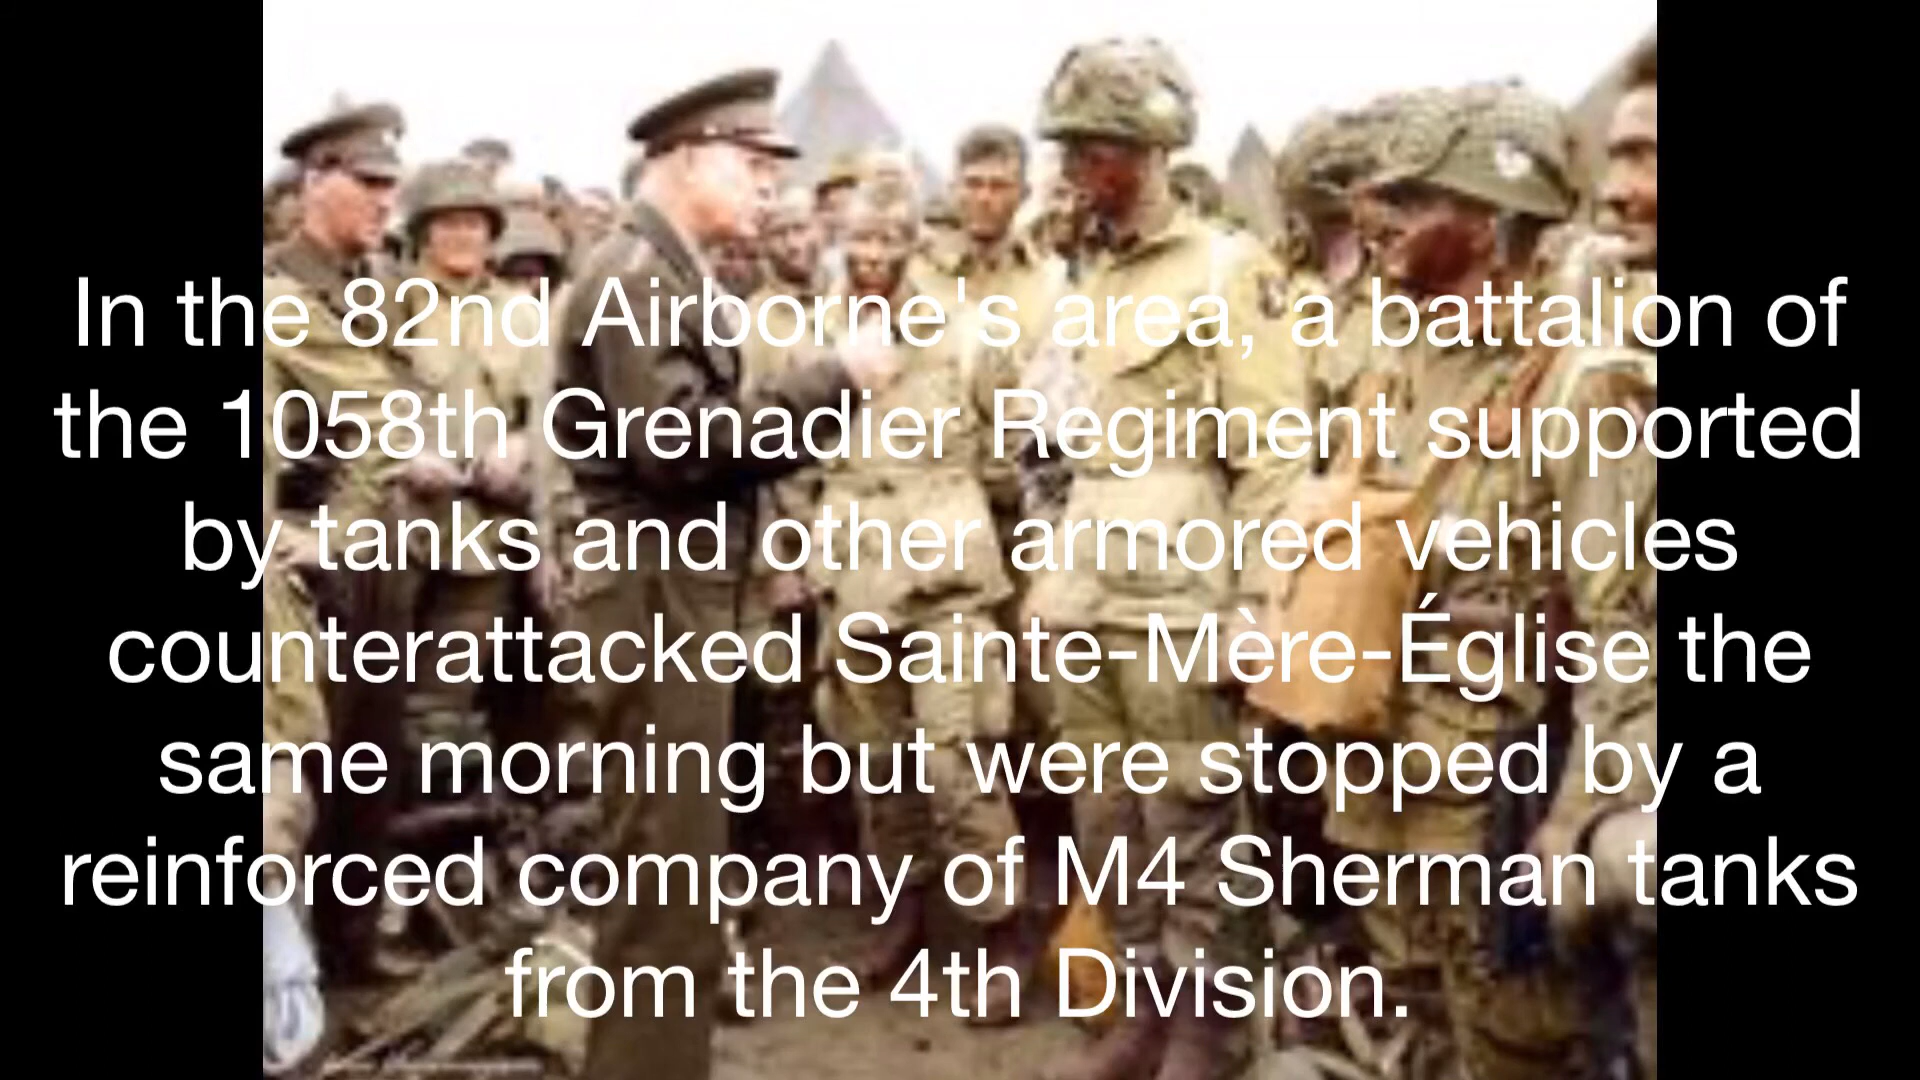 In the 82nd Airborne's area, a battalion of
the 1058th Grenadier Regiment supported
by tanks and other armored vehicles
counterattacked Sainte-Mère-Église the
same morning but were stopped by a
reinforced company of M4 Sherman tanks
from the 4th Division.